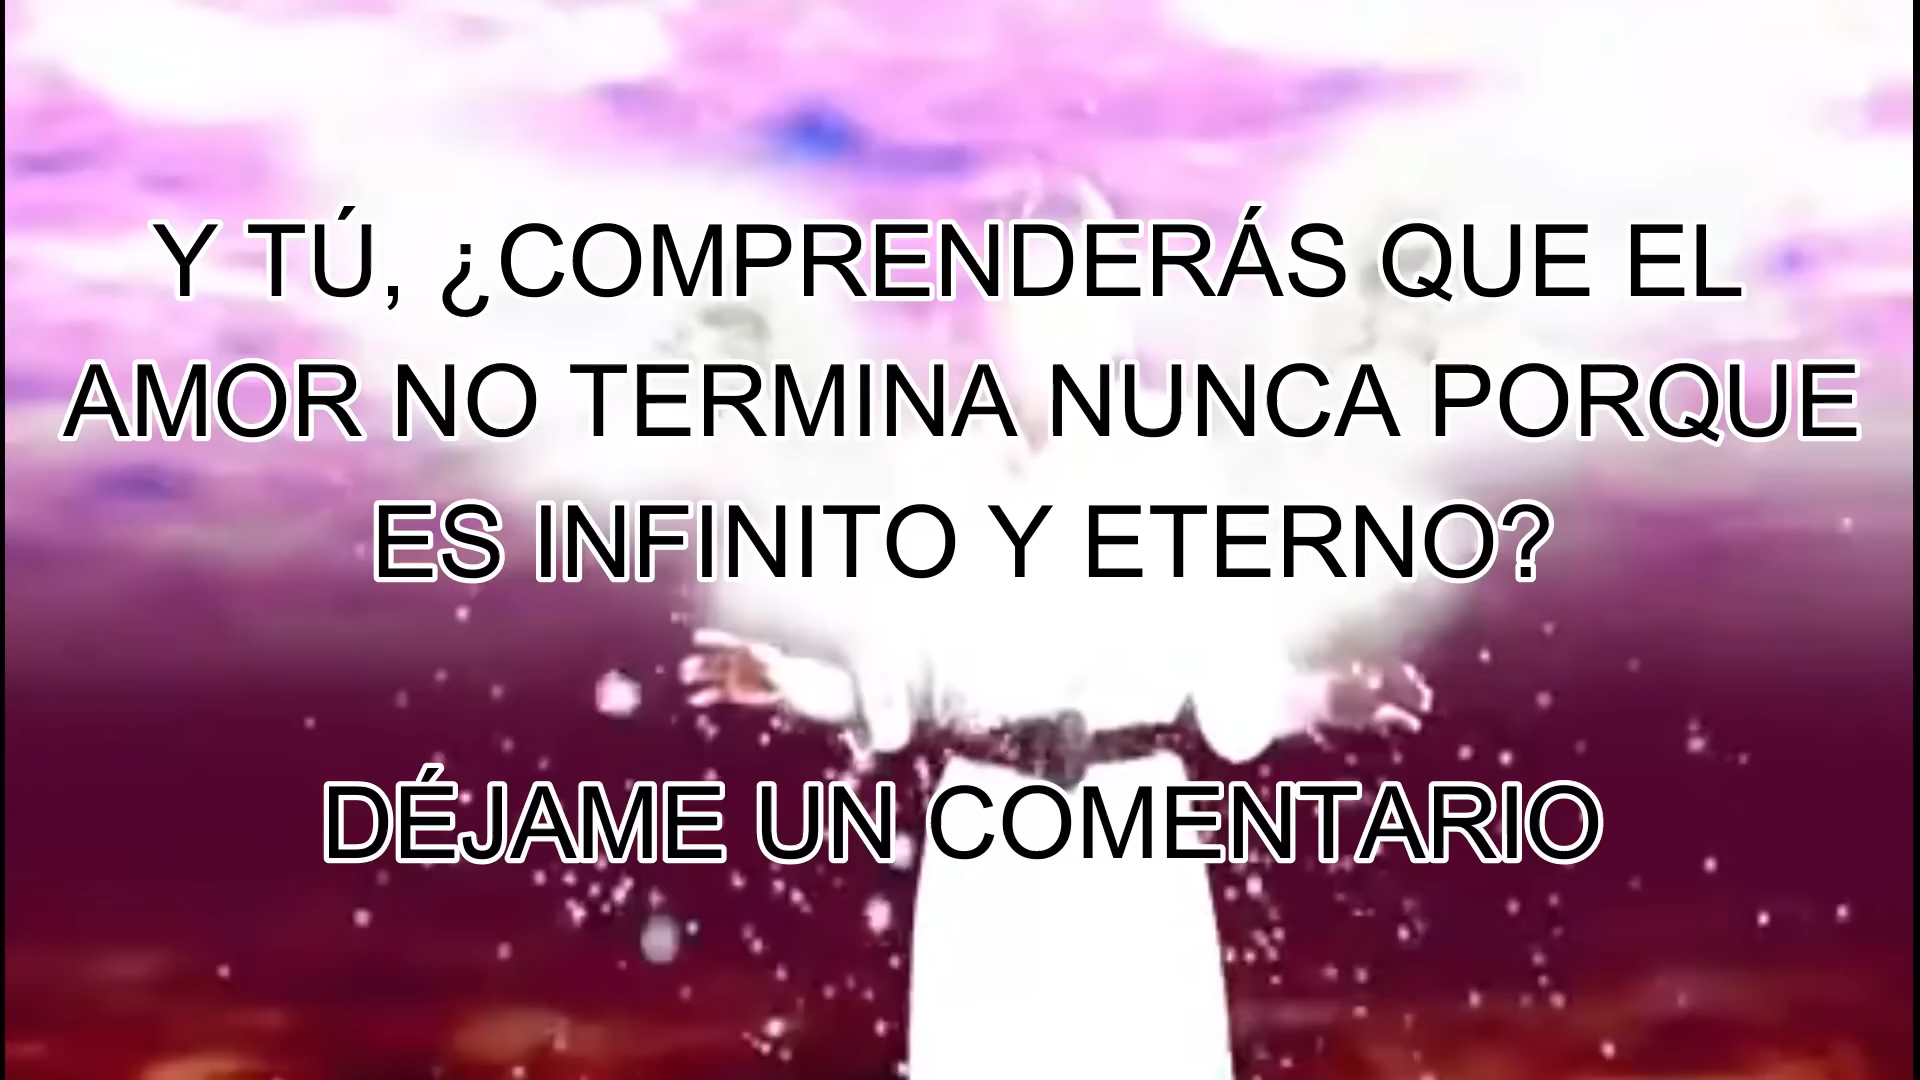 Y TÚ, ¿COMPRENDERÁS QUE EL
AMOR NO TERMINA NUNCA PORQUE
ES INFINITO Y ETERNO?
DÉJAME UN COMENTARIO